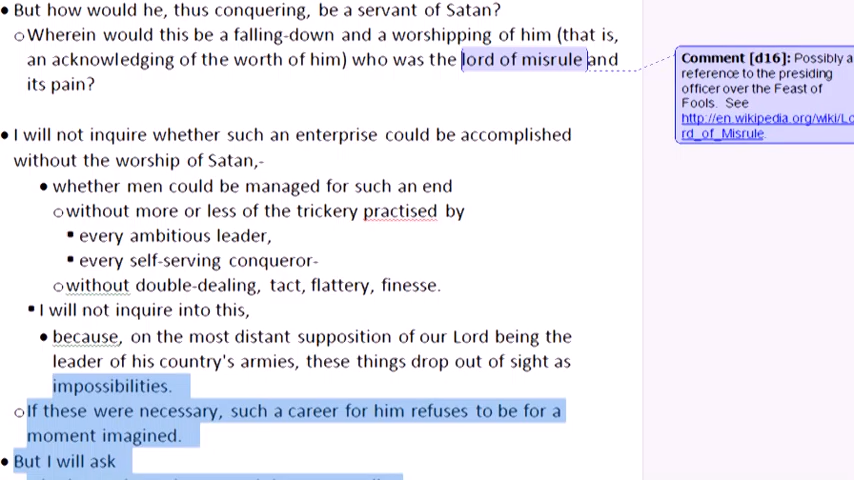 But how would he, thus conquering, be a servant of Satan?
Wherein would this be a falling-down and a worshipping of him (that is,
an acknowledging of the worth of him) who was the lord of misrule and
its pain?
I will not inquire whether such an enterprise could be accomplished
without the worship of Satan,-
whether men could be managed for such an end
without more or less of the trickery practised by
every ambitious leader,
every self-serving conqueror-
without double-dealing, tact, flattery, finesse.
I will not inquire into this,
because, on the most distant supposition of our Lord being the
leader of his country's armies, these things drop out of sight as
impossibilities.
If these were necessary, such a career for him refuses to be for a
moment imagined.
But I will ask
Comment [d16]: Possibly a
reference to the presiding
officer over the Feast of
Fools. See
http://en.wikipedia.org/wiki/Lo
rd_of_Misrule.